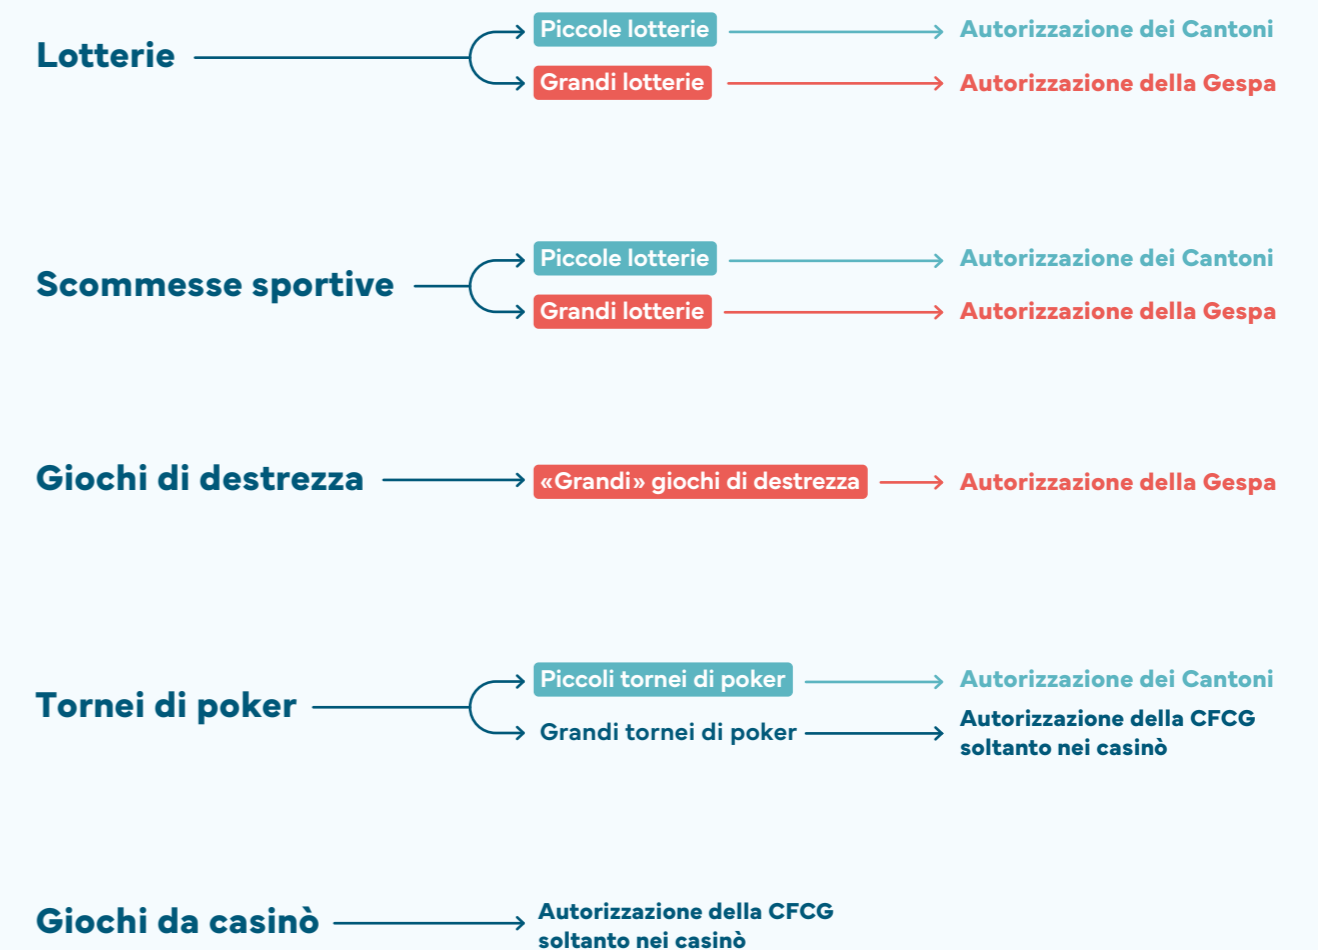 Lotterie
Piccole lotterie
Autorizzazione dei Cantoni
Grandi lotterie
Autorizzazione della Gespa
Scommesse sportive
Piccole lotterie
Autorizzazione dei Cantoni
Grandi lotterie
Autorizzazione della Gespa
Giochi di destrezza
«Grandi» giochi di destrezza
Autorizzazione della Gespa
Tornei di poker
Piccoli tornei di poker
Autorizzazione dei Cantoni
Grandi tornei di poker
Autorizzazione della CFCG
soltanto nei casinò
Giochi da casinò
Autorizzazione della CFCG
soltanto nei casinò